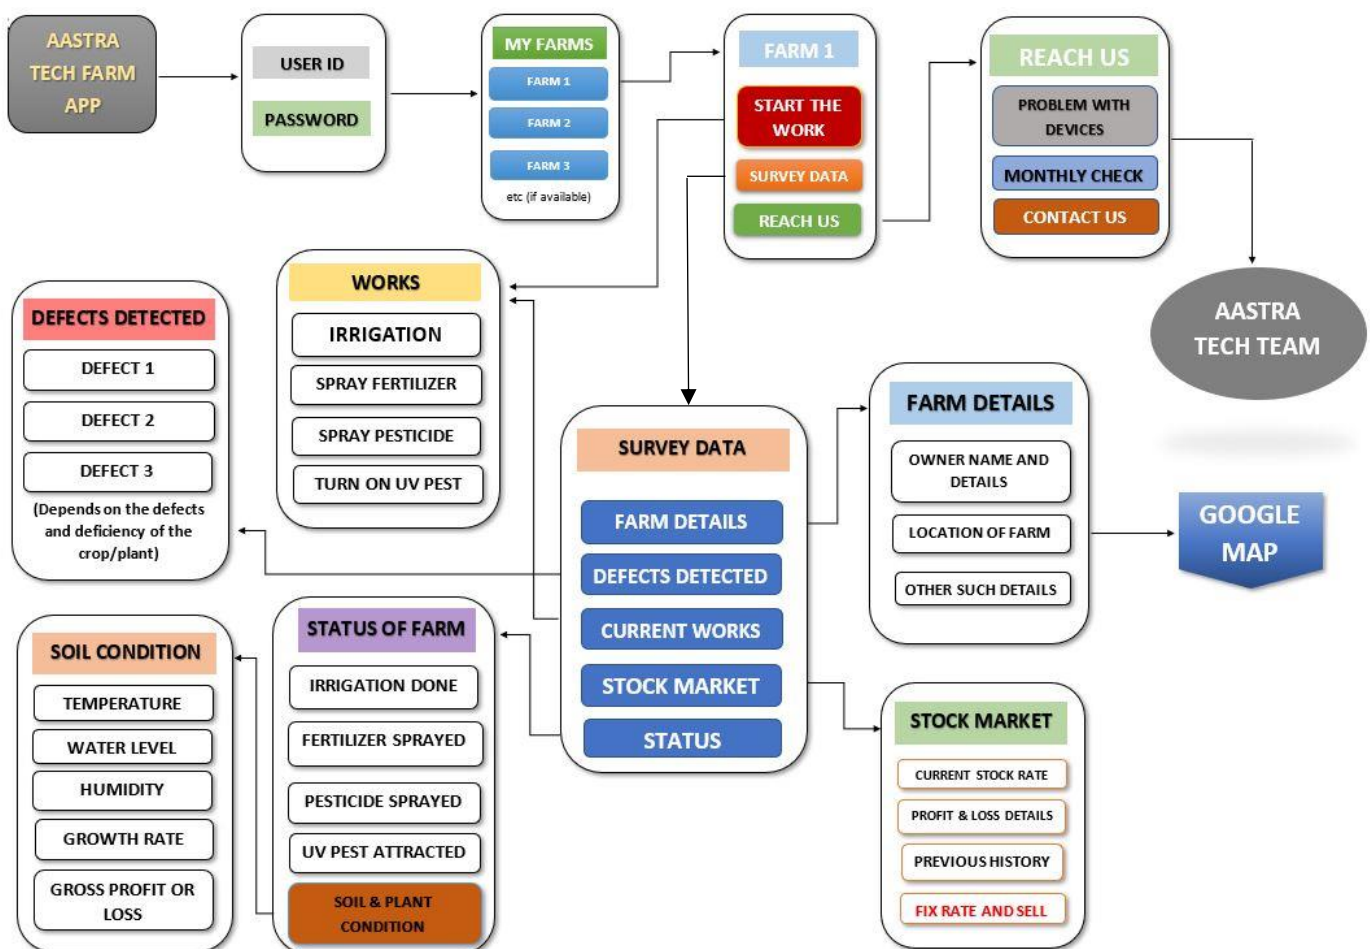 AASTRA
TECH FARM
APP
USER ID
PASSWORD
MY FARMS
FARM 1
FARM 2
FARM 3
etc (if available)
FARM 1
START THE
WORK
SURVEY DATA
REACH US
REACH US
PROBLEM WITH
DEVICES
MONTHLY CHECK
CONTACT US
AASTRA
TECH TEAM
WORKS
IRRIGATION
SPRAY FERTILIZER
SPRAY PESTICIDE
TURN ON UV PEST
DEFECTS DETECTED
DEFECT 1
DEFECT 2
DEFECT 3
(Depends on the defects
and deficiency of the
crop/plant)
SURVEY DATA
FARM DETAILS
DEFECTS DETECTED
CURRENT WORKS
STOCK MARKET
STATUS
FARM DETAILS
OWNER NAME AND
DETAILS
LOCATION OF FARM
OTHER SUCH DETAILS
GOOGLE
MAP
SOIL CONDITION
TEMPERATURE
WATER LEVEL
HUMIDITY
GROWTH RATE
GROSS PROFIT OR
LOSS
STATUS OF FARM
IRRIGATION DONE
FERTILIZER SPRAYED
PESTICIDE SPRAYED
UV PEST ATTRACTED
SOIL & PLANT
CONDITION
STOCK MARKET
CURRENT STOCK RATE
PROFIT & LOSS DETAILS
PREVIOUS HISTORY
FIX RATE AND SELL